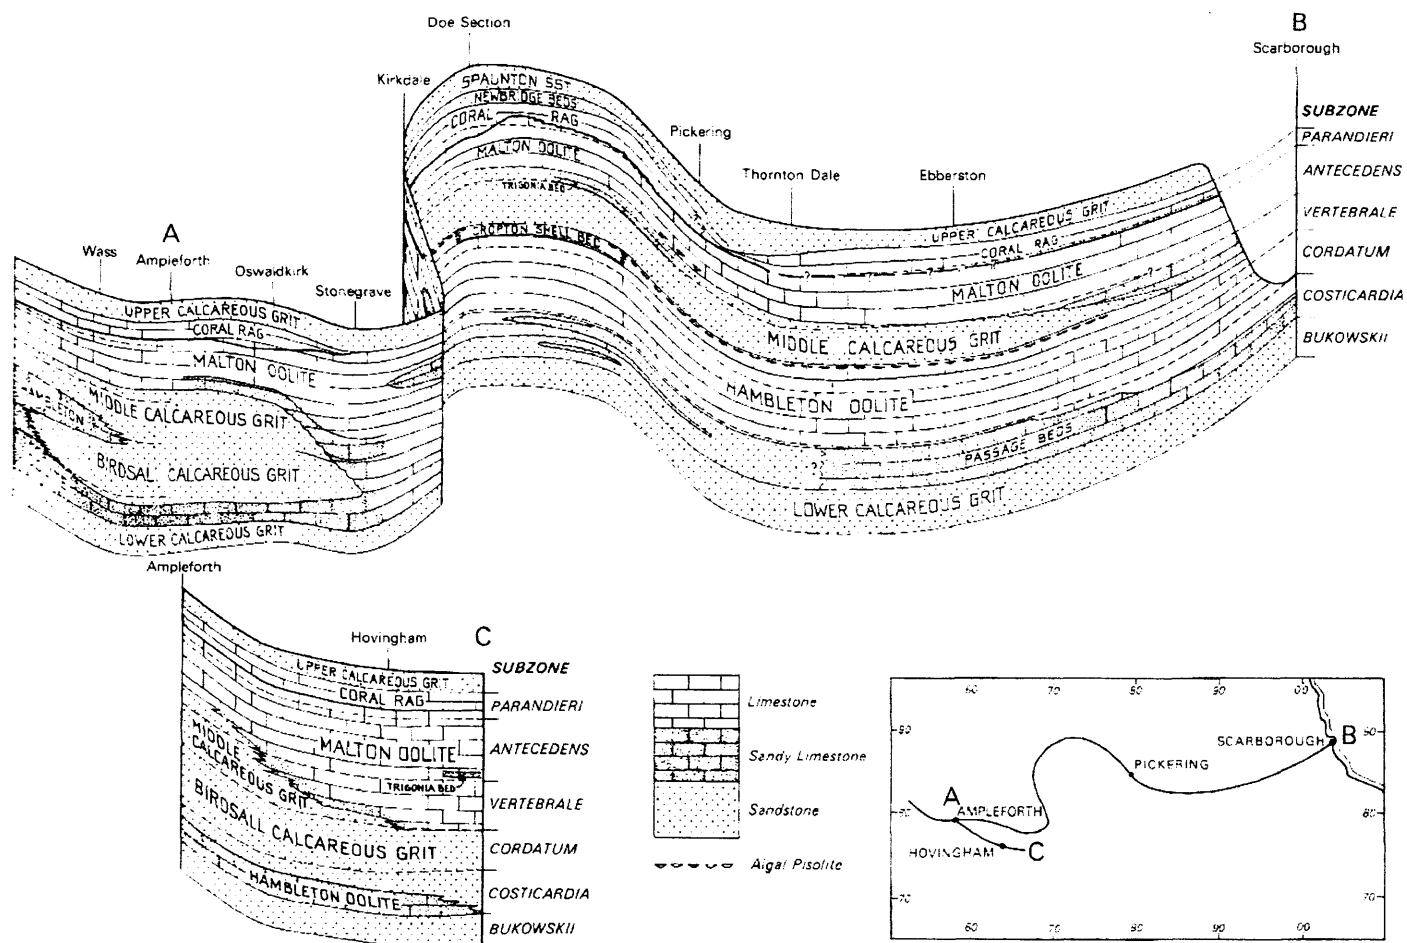 Doe Section
B
Scarborough
Kirkdale
SPAUNTON SST
NEWBRIDGE BEDS
CORAL RAG
MALTON OOLITE
TRIGONIA BED
CROPTON SHELL BED
Pickering
Thornton Dale
Ebberston
SUBZONE
PARANDIERI
ANTECEDENS
VERTEBRALE
CORDATUM
COSTICARDIA
BUKOWSKII
A
Wass
Ampleforth
Oswaldkirk
Stonegrave
UPPER CALCAREOUS GRIT
CORAL RAG
MALTON OOLITE
MIDDLE CALCAREOUS GRIT
BIRDSALL CALCAREOUS GRIT
LOWER CALCAREOUS GRIT
UPPER CALCAREOUS GRIT
CORAL RAG
? ? ? ? ?
MALTON OOLITE
MIDDLE CALCAREOUS GRIT
HAMBLETON OOLITE
PASSAGE BEDS
?
LOWER CALCAREOUS GRIT
Ampleforth
Hovingham
C
UPPER CALCAREOUS GRIT
CORAL RAG
MALTON OOLITE
MIDDLE
CALCAREOUS GRIT
TRIGONIA BED
BIRDSALL CALCAREOUS GRIT
HAMBLETON OOLITE
SUBZONE
PARANDIERI
ANTECEDENS
VERTEBRALE
CORDATUM
COSTICARDIA
BUKOWSKII
Limestone
Sandy Limestone
Sandstone
Algal Pisolite
60 70 80 90 00
90 90
SCARBOROUGH B
PICKERING
A
AMPLEFORTH
80 80
HOVINGHAM C
70 70
60 70 80 90 00